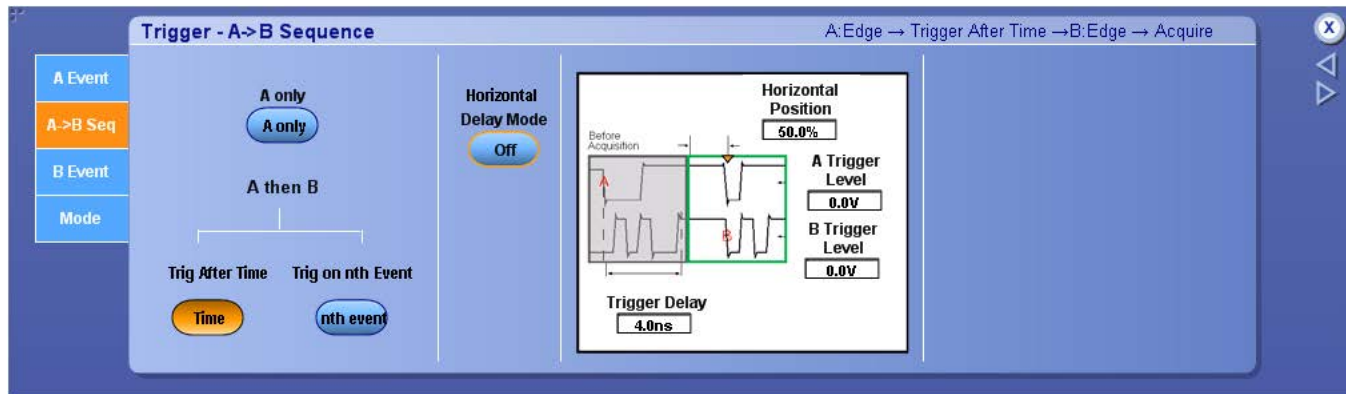 Trigger - A->B Sequence
A:Edge → Trigger After Time →B:Edge → Acquire
X
A Event
A->B Seq
B Event
Mode
A only
A only
A then B
Trig After Time
Time
Trig on nth Event
nth event
Horizontal
Delay Mode
Off
Horizontal
Position
50.0%
Before
Acquisition
A
B
A Trigger
Level
0.0V
B Trigger
Level
0.0V
Trigger Delay
4.0ns